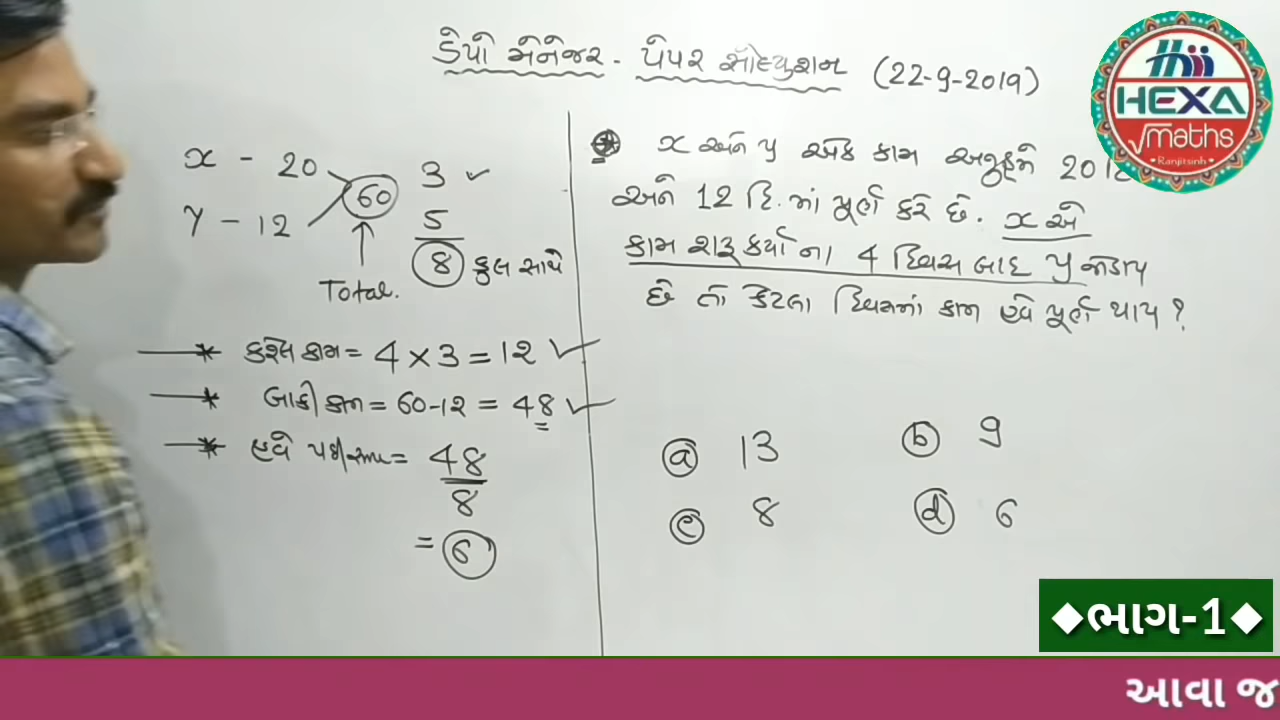 ડેપો મેનેજર - પેપર સૉલ્યુશન (22-9-2019)
HEXA
maths
Ranjitsinh
x - 20
60
3
y - 12
5
8 કુલ સાથે
Total.
* કરેલ કામ = 4 × 3 = 12
* બાકી કામ = 60-12 = 48
* હવે = 48
8
= 6
x અને y એક કામ અનુક્રમે 20
અને 12 દિ. માં પૂર્ણ કરે છે. x એ
કામ શરૂ કર્યાના 4 દિવસ બાદ y જોડાય
છે તો કેટલા દિવસમાં કામ હવે પૂર્ણ થાય ?
a 13
b 9
c 8
d 6
◆ભાગ-1◆
આવા જ